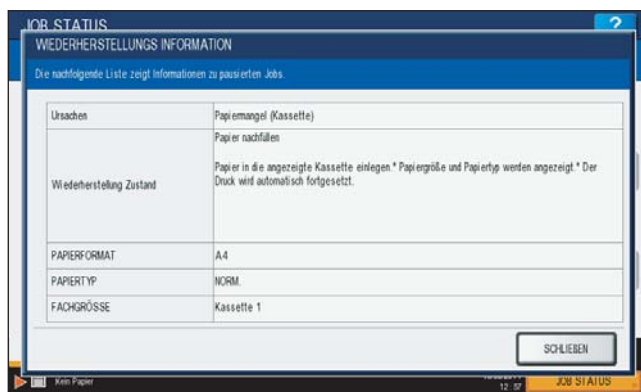 JOB STATUS
?
WIEDERHERSTELLUNGS INFORMATION
Die nachfolgende Liste zeigt Informationen zu pausierten Jobs.
Ursachen
Papiermangel (Kassette)
Wiederherstellung Zustand
Papier nachfüllen
Papier in die angezeigte Kassette einlegen.* Papiergröße und Papiertyp werden angezeigt.* Der
Druck wird automatisch fortgesetzt.
PAPIERFORMAT
A4
PAPIERTYP
NORM.
FACHGRÖSSE
Kassette 1
SCHLIEẞEN
Kein Papier
12:57
JOB STATUS